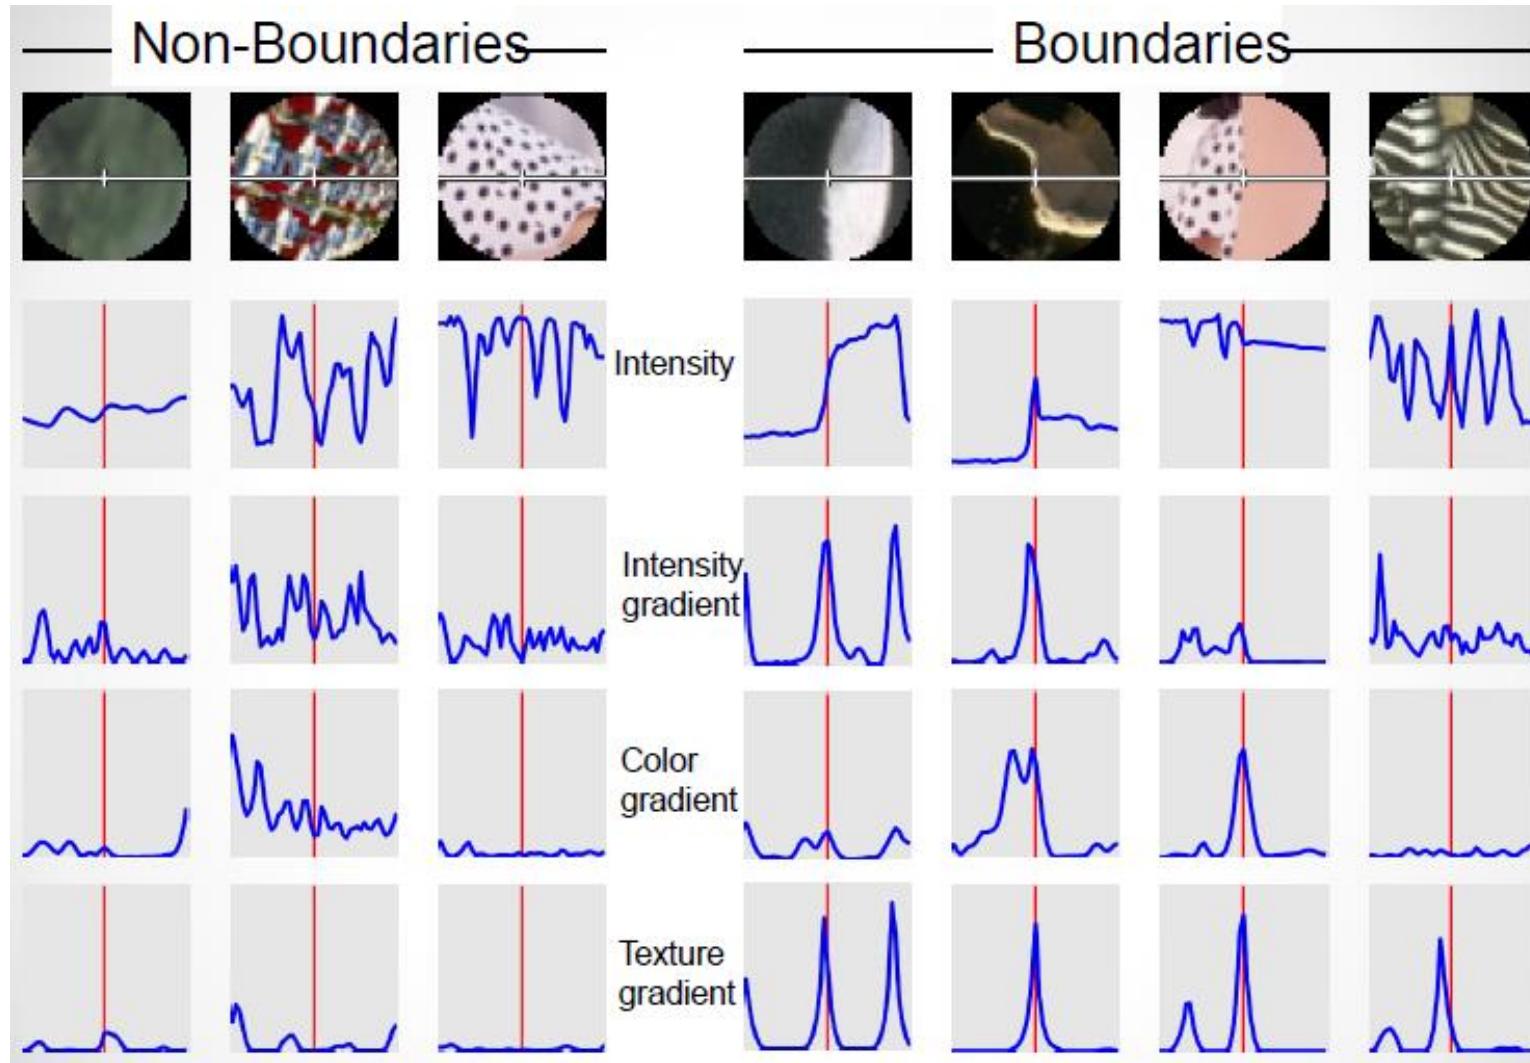 Non-Boundaries
Boundaries
Intensity
Intensity
gradient
Color
gradient
Texture
gradient